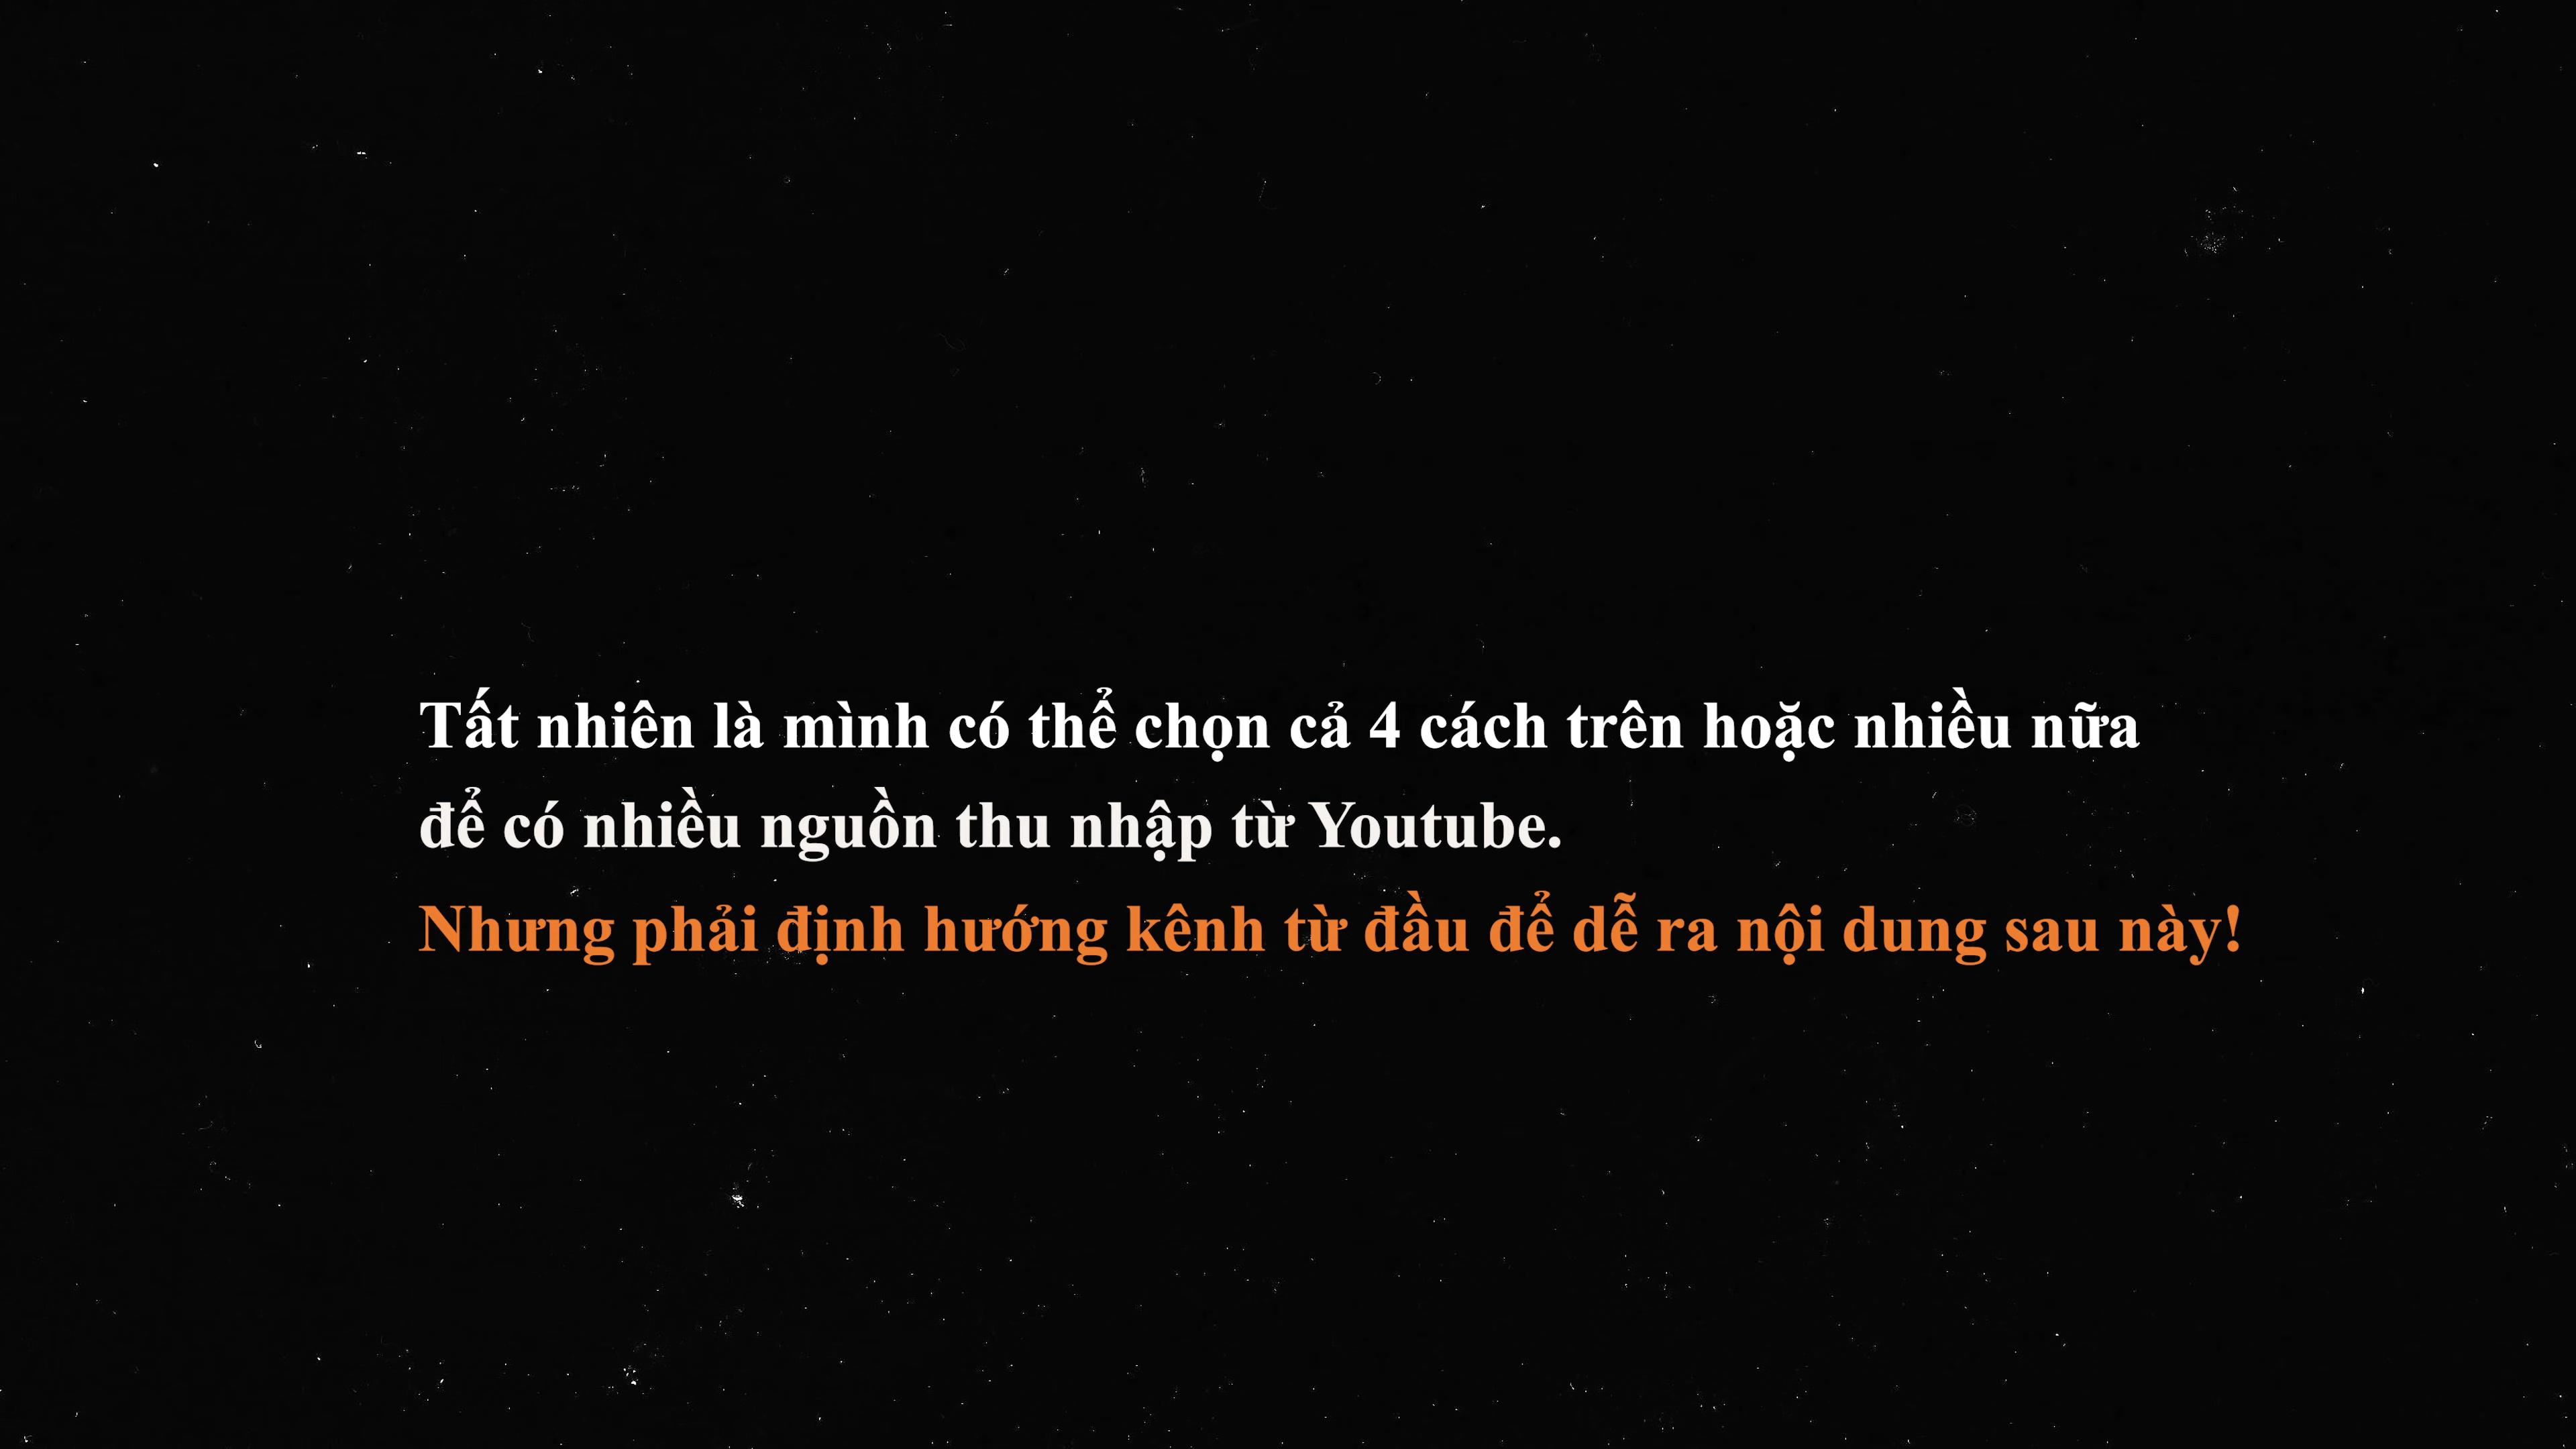 Tất nhiên là mình có thể chọn cả 4 cách trên hoặc nhiều nữa
để có nhiều nguồn thu nhập từ Youtube.
Nhưng phải định hướng kênh từ đầu để dễ ra nội dung sau này!